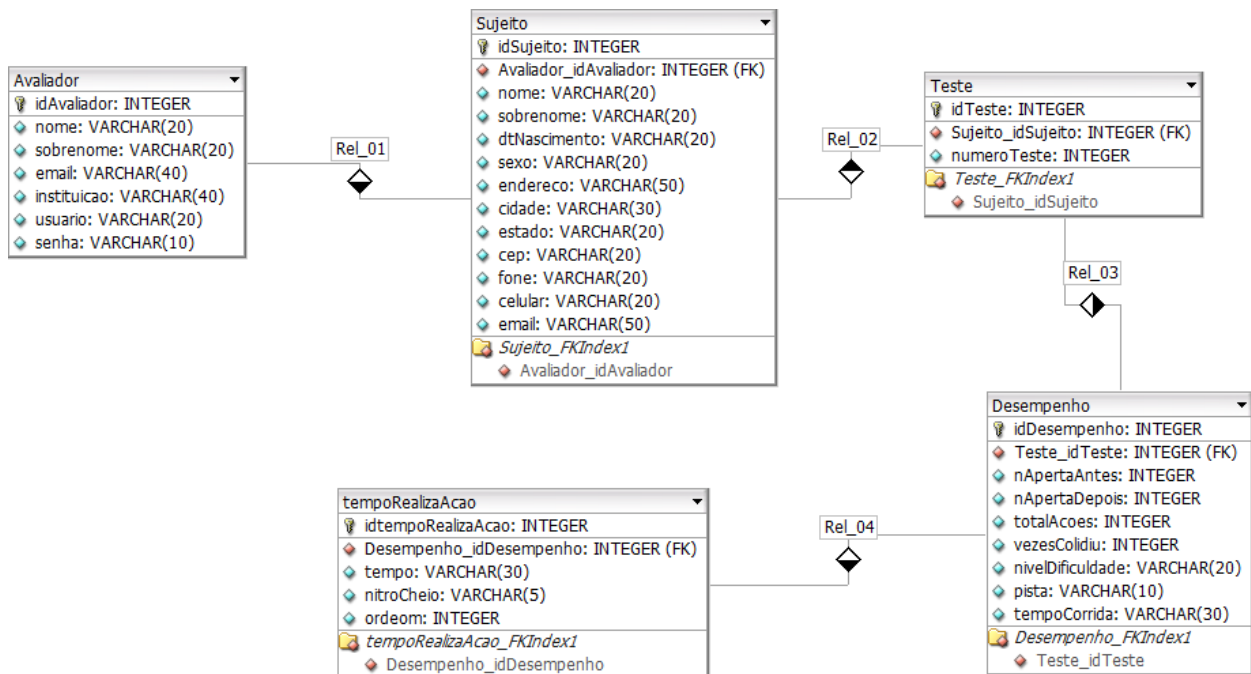 Avaliador
idAvaliador: INTEGER
nome: VARCHAR(20)
sobrenome: VARCHAR(20)
email: VARCHAR(40)
instituicao: VARCHAR(40)
usuario: VARCHAR(20)
senha: VARCHAR(10)
Rel_01
Sujeito
idSujeito: INTEGER
Avaliador_idAvaliador: INTEGER (FK)
nome: VARCHAR(20)
sobrenome: VARCHAR(20)
dtNascimento: VARCHAR(20)
sexo: VARCHAR(20)
endereco: VARCHAR(50)
cidade: VARCHAR(30)
estado: VARCHAR(20)
cep: VARCHAR(20)
fone: VARCHAR(20)
celular: VARCHAR(20)
email: VARCHAR(50)
Sujeito_FKIndex1
Avaliador_idAvaliador
Rel_02
Teste
idTeste: INTEGER
Sujeito_idSujeito: INTEGER (FK)
numeroTeste: INTEGER
Teste_FKIndex1
Sujeito_idSujeito
Rel_03
Desempenho
idDesempenho: INTEGER
Teste_idTeste: INTEGER (FK)
nApertaAntes: INTEGER
nApertaDepois: INTEGER
totalAcoes: INTEGER
vezesColidiu: INTEGER
nivelDificuldade: VARCHAR(20)
pista: VARCHAR(10)
tempoCorrida: VARCHAR(30)
Desempenho_FKIndex1
Teste_idTeste
Rel_04
tempoRealizaAcao
idtempoRealizaAcao: INTEGER
Desempenho_idDesempenho: INTEGER (FK)
tempo: VARCHAR(30)
nitroCheio: VARCHAR(5)
ordeom: INTEGER
tempoRealizaAcao_FKIndex1
Desempenho_idDesempenho